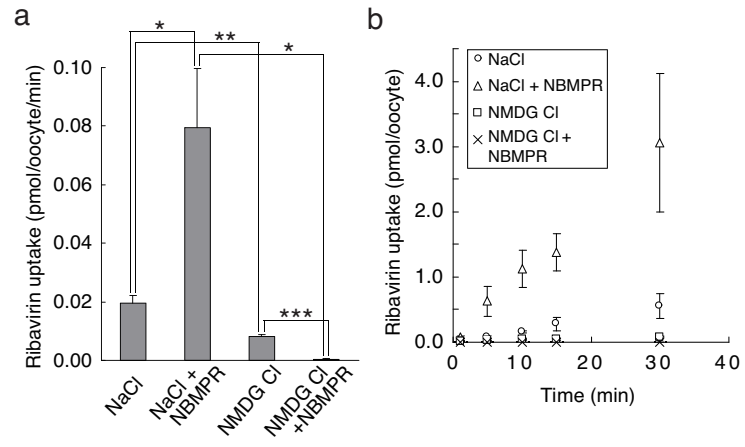 a
*
**
*
0.10
0.08
0.06
0.04
0.02
0.00
***
Ribavirin uptake (pmol/oocyte/min)
NaCl
NaCl +
NBMPR
NMDG Cl
NMDG Cl
+NBMPR
b
NaCl
NaCl + NBMPR
NMDG Cl
NMDG Cl +
NBMPR
4.0
3.0
2.0
1.0
0.0
Ribavirin uptake (pmol/oocyte)
0 10 20 30 40
Time (min)